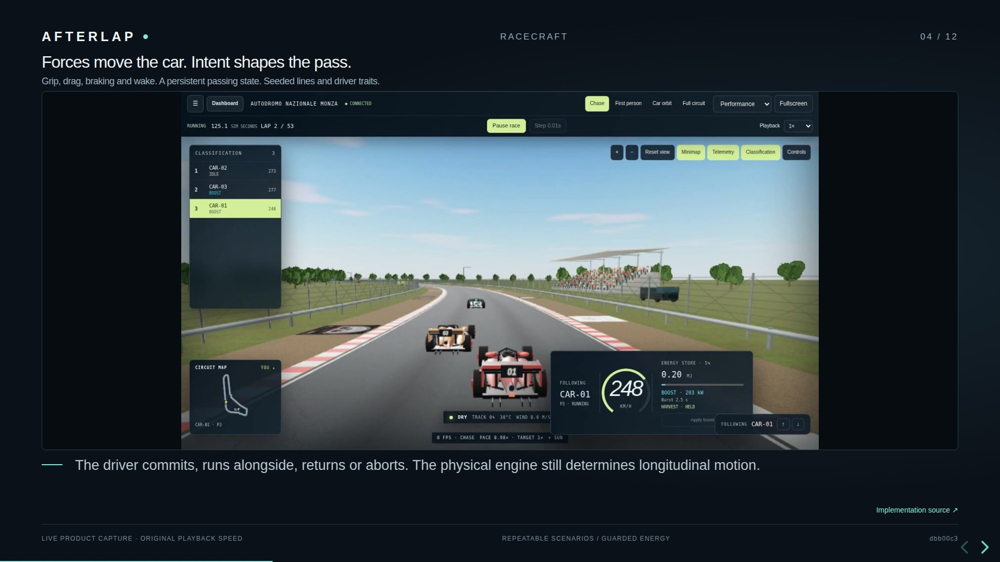 AFTERLAP
RACECRAFT
04 / 12
Forces move the car. Intent shapes the pass.
Grip, drag, braking and wake. A persistent passing state. Seeded lines and driver traits.
☰ Dashboard AUTODROMO NAZIONALE MONZA ● CONNECTED
Chase First person Car orbit Full circuit Performance Fullscreen
RUNNING 125.1 SIM SECONDS LAP 2 / 53
Pause race Step 0.01s
Playback 1×
CLASSIFICATION 3
1 CAR-02 273
IDLE
2 CAR-03 277
BOOST
3 CAR-01 248
BOOST
+ − Reset view Minimap Telemetry Classification Controls
03
01
CIRCUIT MAP YOU ▲
S/F
CAR-01 · P3
● DRY TRACK 0% 30°C WIND 0.0 M/S
0 FPS · CHASE PACE 0.98× · TARGET 1× ☀ SUN
FOLLOWING
CAR-01
P3 · RUNNING
248
KM/H
ENERGY STORE · 5%
0.20 MJ
BOOST · 203 kW
Burst 2.5 s
HARVEST · HELD
Apply boost
FOLLOWING CAR-01 ↑ ↓
The driver commits, runs alongside, returns or aborts. The physical engine still determines longitudinal motion.
Implementation source ↗
LIVE PRODUCT CAPTURE · ORIGINAL PLAYBACK SPEED
REPEATABLE SCENARIOS / GUARDED ENERGY
dbb00c3